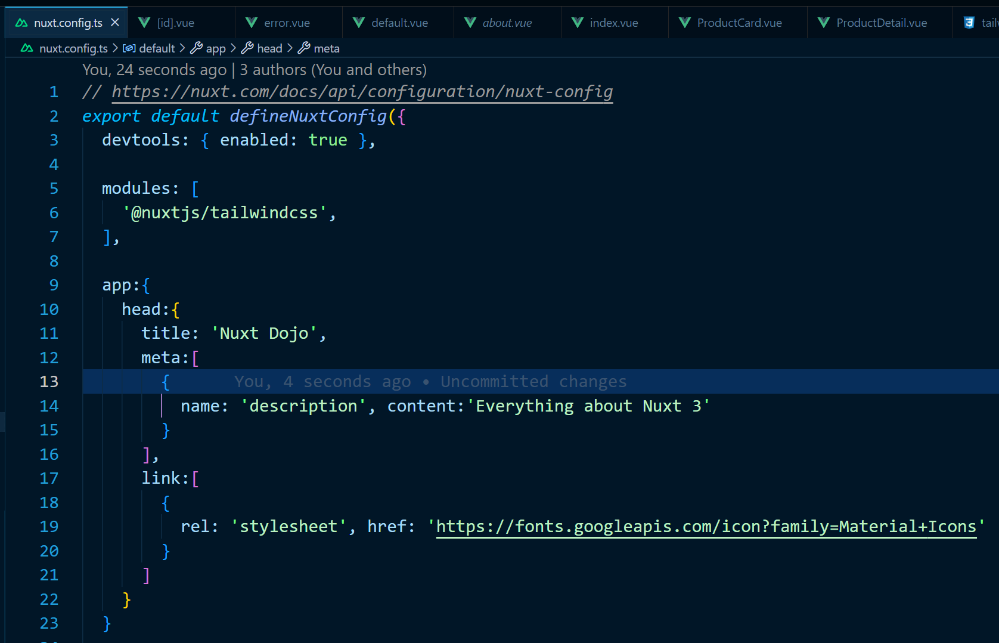 nuxt.config.ts × [id].vue error.vue default.vue about.vue index.vue ProductCard.vue ProductDetail.vue
nuxt.config.ts > default > app > head > meta
You, 24 seconds ago | 3 authors (You and others)
1 // https://nuxt.com/docs/api/configuration/nuxt-config
2 export default defineNuxtConfig({
3 devtools: { enabled: true },
4
5 modules: [
6 '@nuxtjs/tailwindcss',
7 ],
8
9 app:{
10 head:{
11 title: 'Nuxt Dojo',
12 meta:[
13 { You, 4 seconds ago • Uncommitted changes
14 name: 'description', content:'Everything about Nuxt 3'
15 }
16 ],
17 link:[
18 {
19 rel: 'stylesheet', href: 'https://fonts.googleapis.com/icon?family=Material+Icons'
20 }
21 ]
22 }
23 }